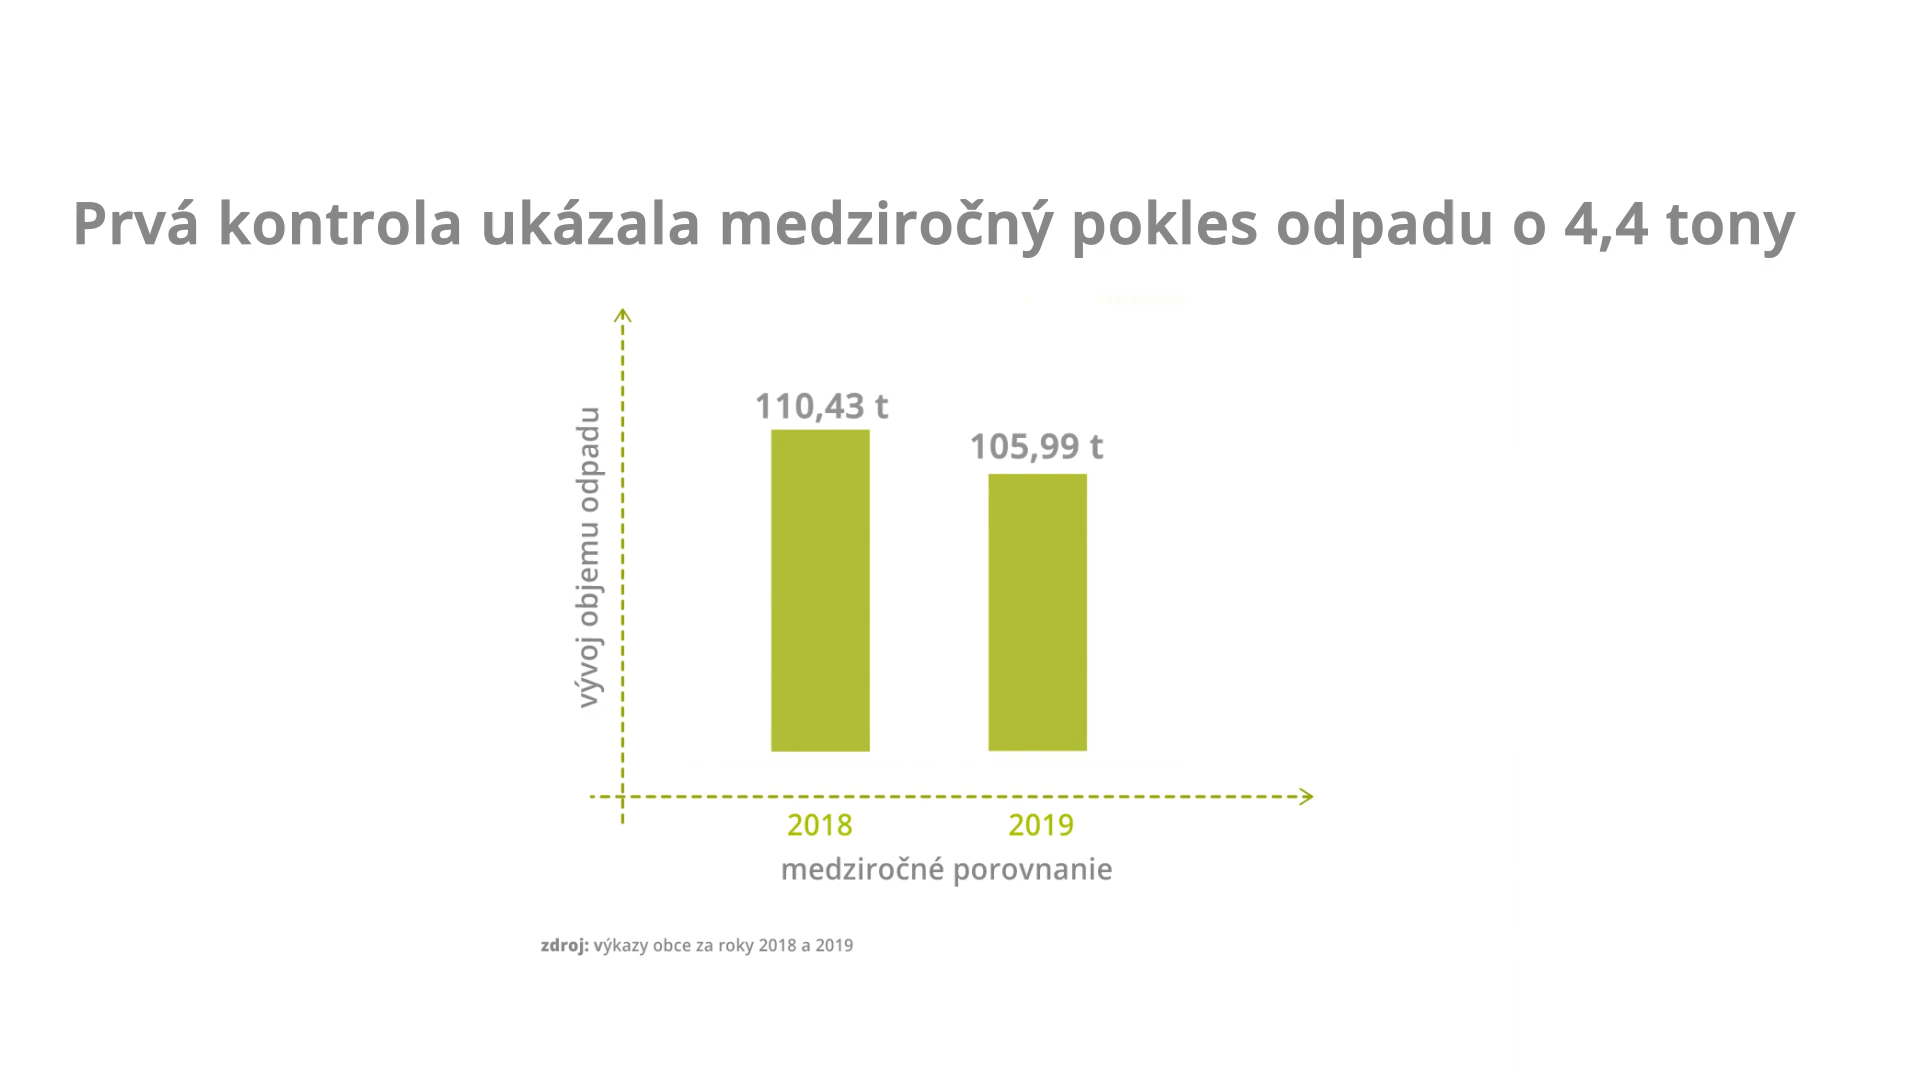 Prvá kontrola ukázala medziročný pokles odpadu o 4,4 tony
vývoj objemu odpadu
110,43 t
105,99 t
2018
2019
medziročné porovnanie
zdroj: výkazy obce za roky 2018 a 2019